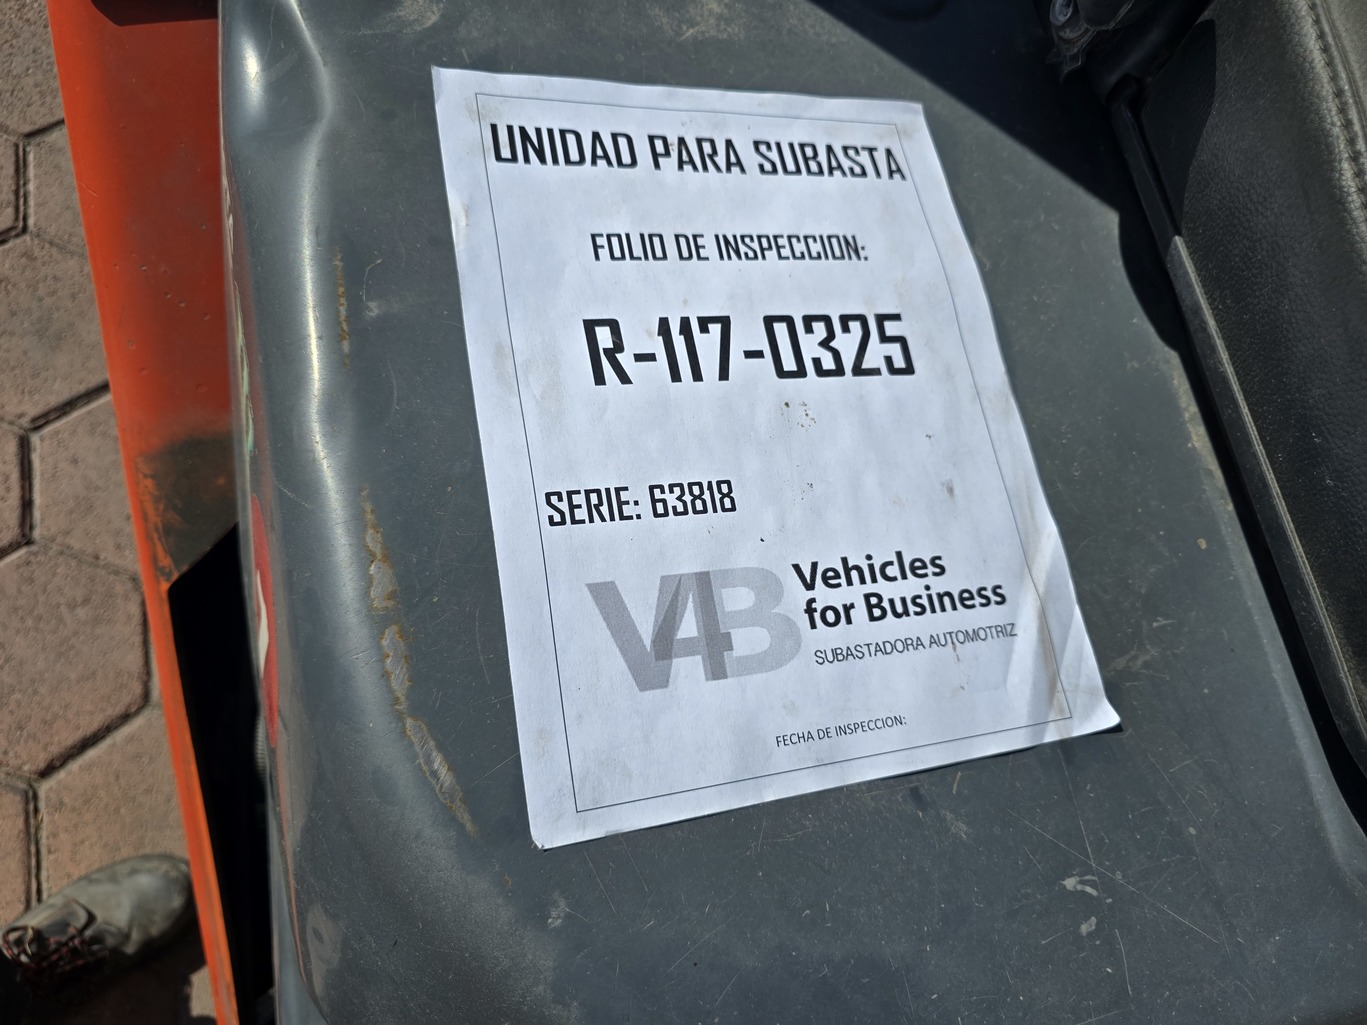 UNIDAD PARA SUBASTA
FOLIO DE INSPECCION:
R-117-0325
SERIE: 63818
V4B
Vehicles
for Business
SUBASTADORA AUTOMOTRIZ
FECHA DE INSPECCION: